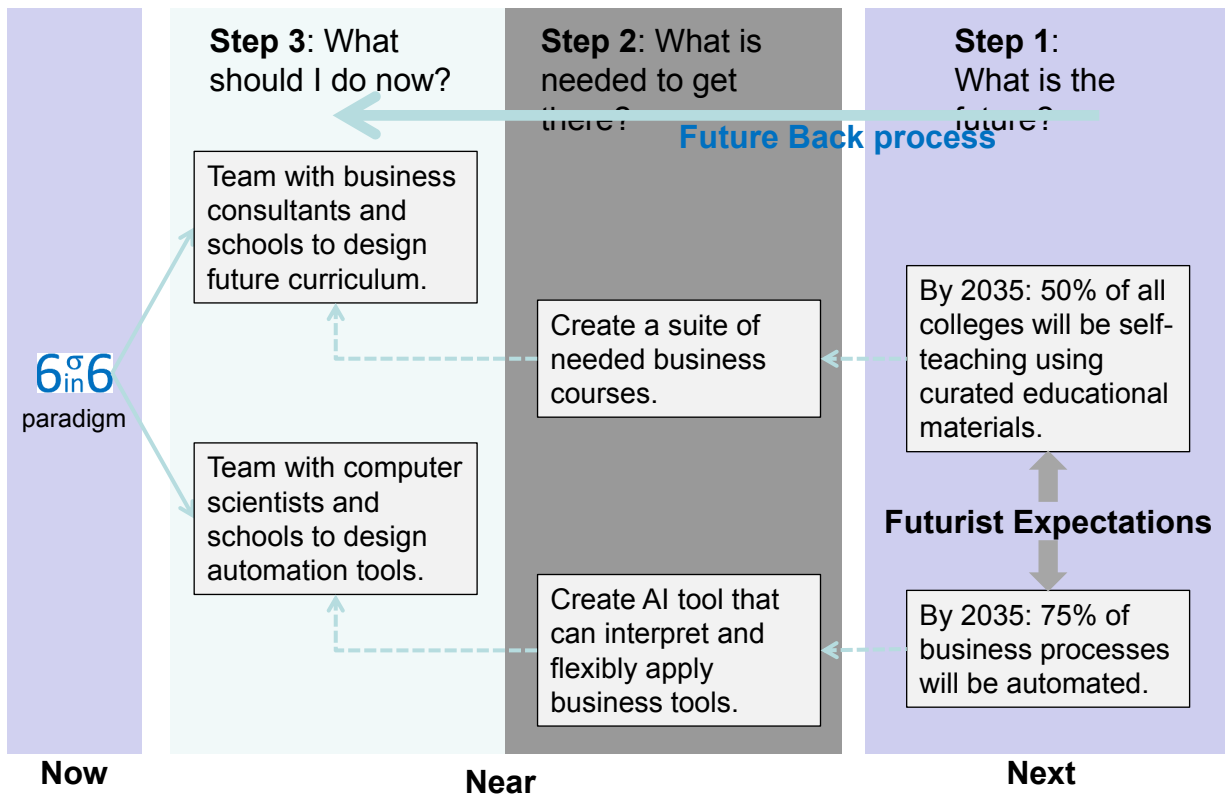 Step 3: What
should I do now?
Step 2: What is
needed to get
there?
Step 1:
What is the
future?
Future Back process
Team with business
consultants and
schools to design
future curriculum.
Create a suite of
needed business
courses.
By 2035: 50% of all
colleges will be self-
teaching using
curated educational
materials.
6σin6
paradigm
Team with computer
scientists and
schools to design
automation tools.
Futurist Expectations
Create AI tool that
can interpret and
flexibly apply
business tools.
By 2035: 75% of
business processes
will be automated.
Now
Near
Next